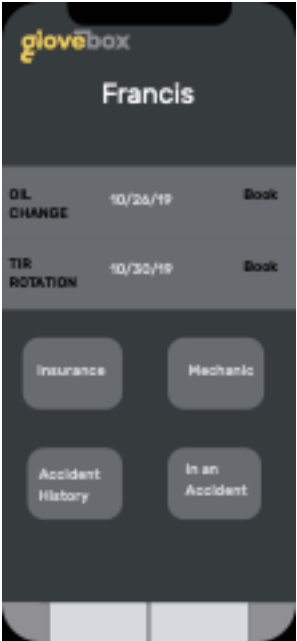 glovebox
Francis
OIL
CHANGE
10/26/19
Book
TIR
ROTATION
10/30/19
Book
Insurance
Mechanic
Accident
History
In an
Accident